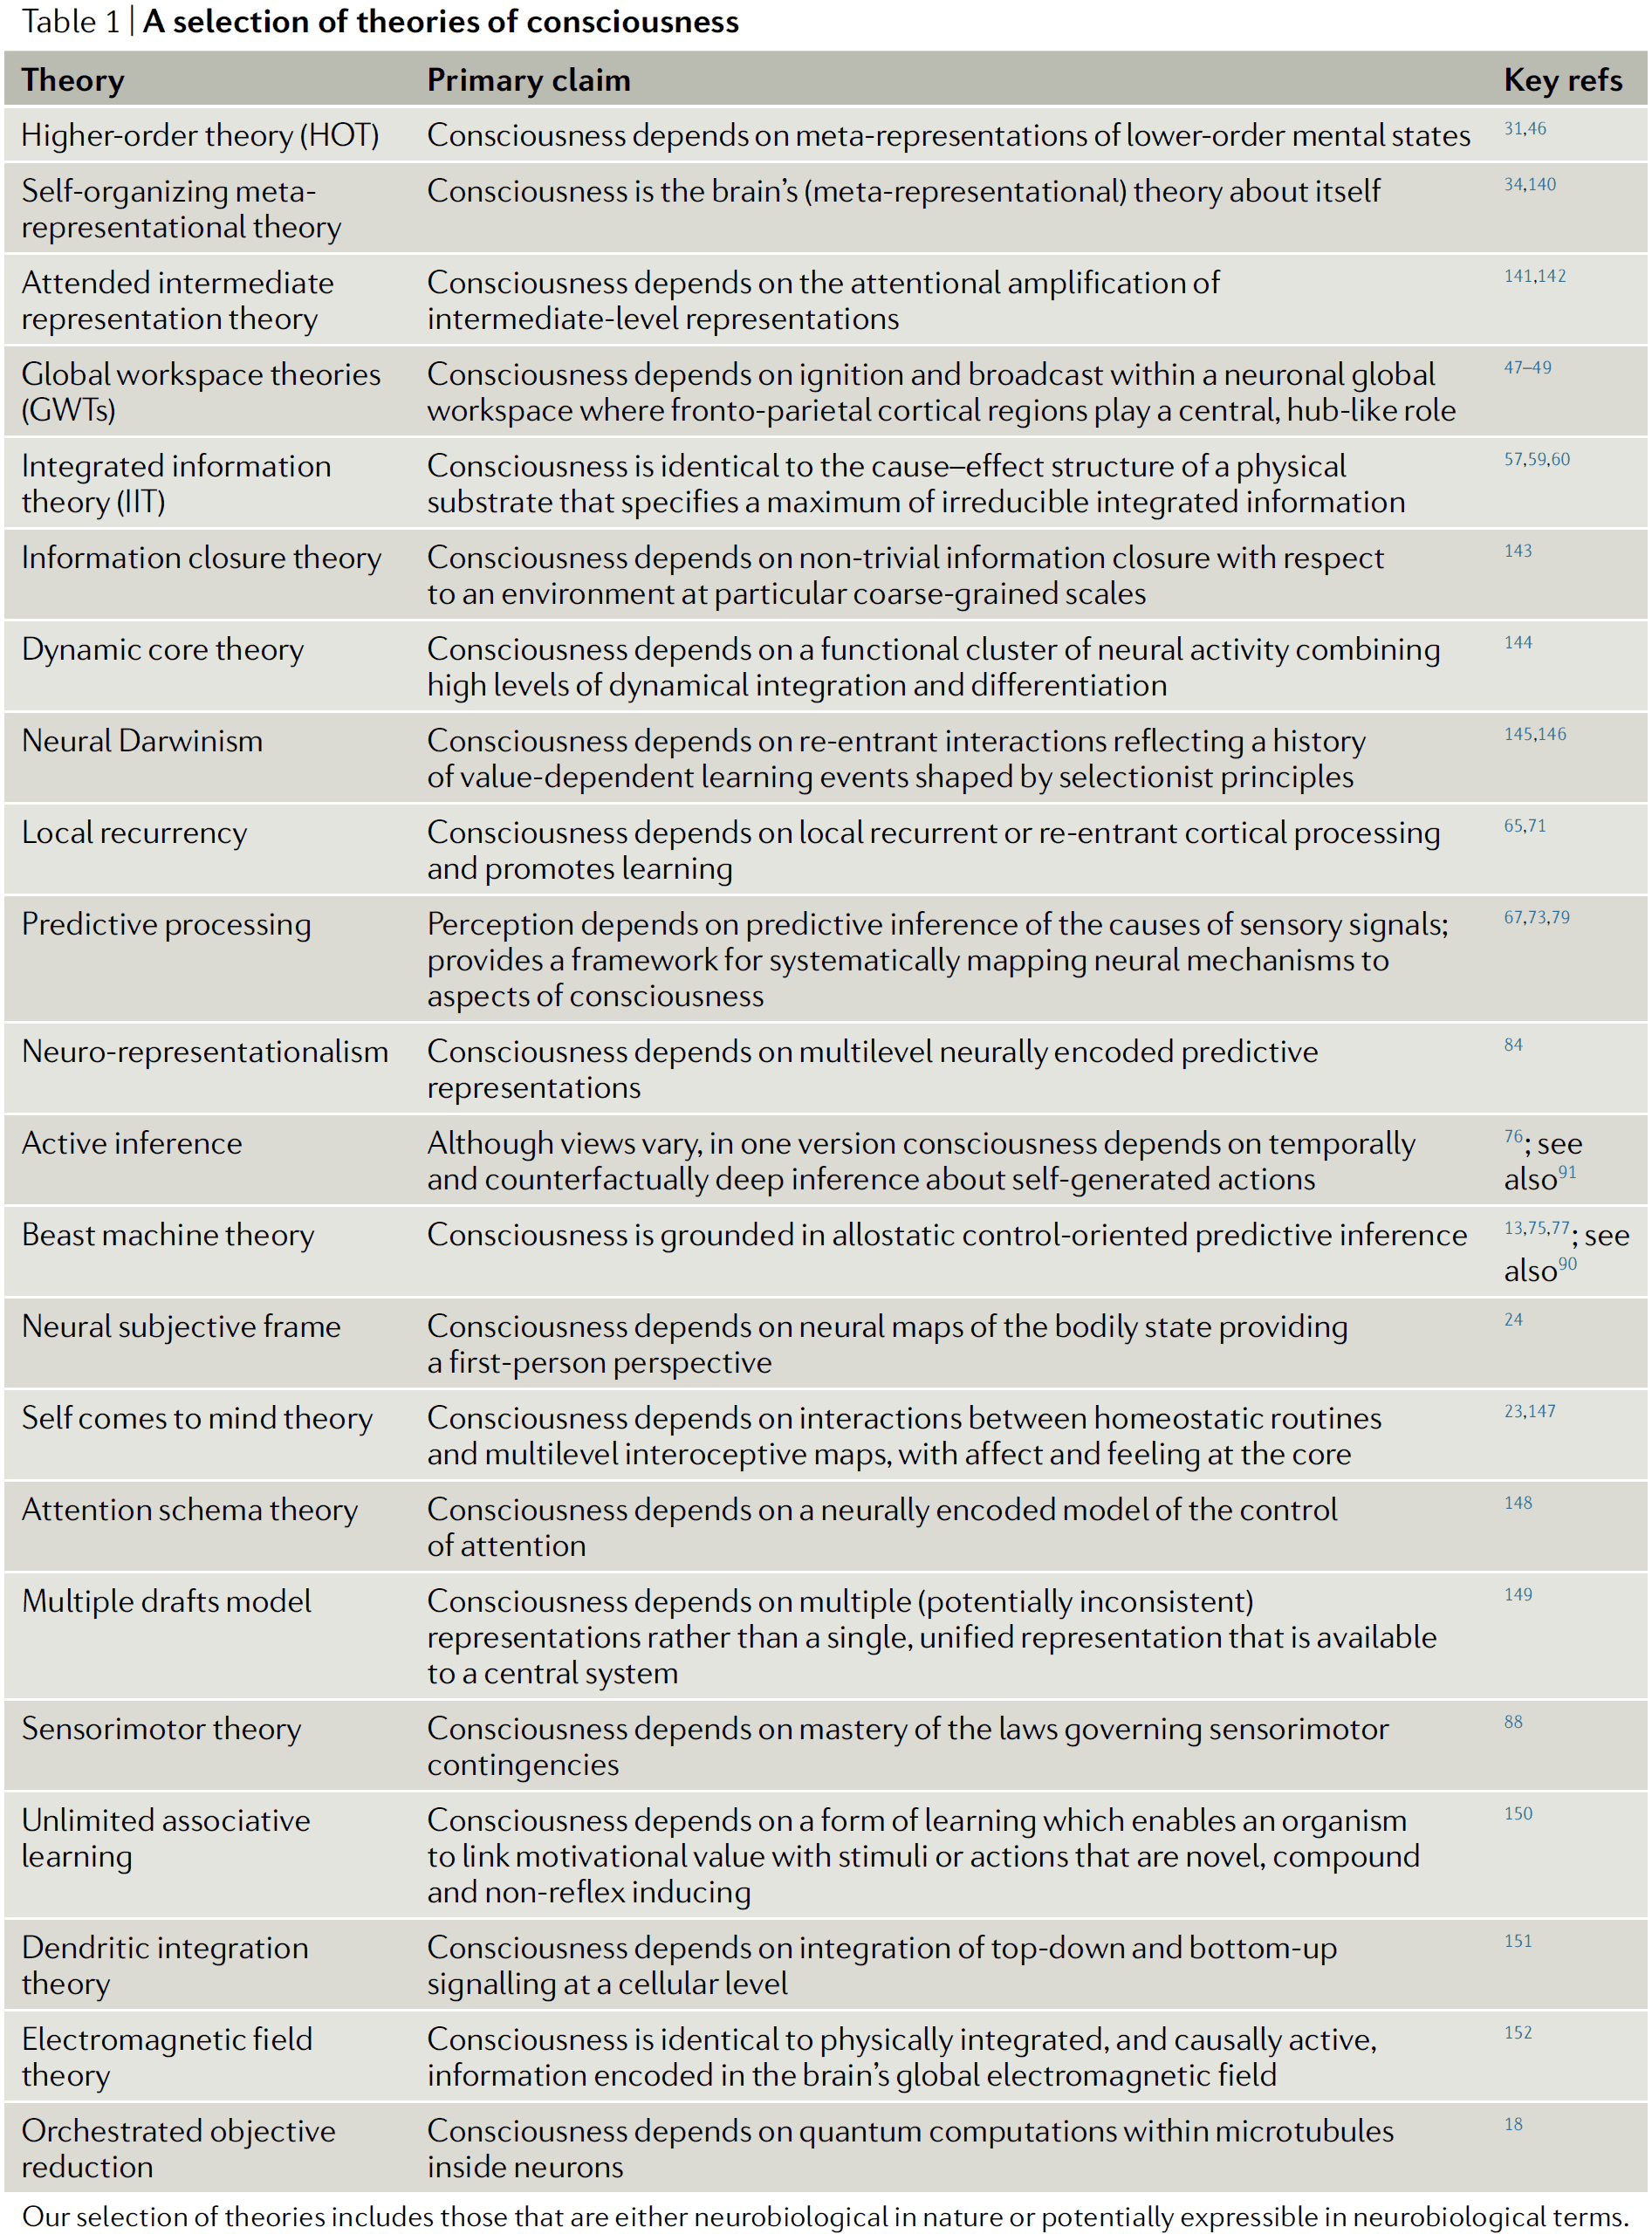 Table 1 | A selection of theories of consciousness
Theory Primary claim Key refs
Higher-order theory (HOT) Consciousness depends on meta-representations of lower-order mental states 31,46
Self-organizing meta- Consciousness is the brain’s (meta-representational) theory about itself 34,140
representational theory
Attended intermediate Consciousness depends on the attentional amplification of 141,142
representation theory intermediate-level representations
Global workspace theories Consciousness depends on ignition and broadcast within a neuronal global 47–49
(GWTs) workspace where fronto-parietal cortical regions play a central, hub-like role
Integrated information Consciousness is identical to the cause–effect structure of a physical 57,59,60
theory (IIT) substrate that specifies a maximum of irreducible integrated information
Information closure theory Consciousness depends on non-trivial information closure with respect 143
to an environment at particular coarse-grained scales
Dynamic core theory Consciousness depends on a functional cluster of neural activity combining 144
high levels of dynamical integration and differentiation
Neural Darwinism Consciousness depends on re-entrant interactions reflecting a history 145,146
of value-dependent learning events shaped by selectionist principles
Local recurrency Consciousness depends on local recurrent or re-entrant cortical processing 65,71
and promotes learning
Predictive processing Perception depends on predictive inference of the causes of sensory signals; 67,73,79
provides a framework for systematically mapping neural mechanisms to
aspects of consciousness
Neuro-representationalism Consciousness depends on multilevel neurally encoded predictive 84
representations
Active inference Although views vary, in one version consciousness depends on temporally 76; see
and counterfactually deep inference about self-generated actions also91
Beast machine theory Consciousness is grounded in allostatic control-oriented predictive inference 13,75,77; see
also90
Neural subjective frame Consciousness depends on neural maps of the bodily state providing 24
a first-person perspective
Self comes to mind theory Consciousness depends on interactions between homeostatic routines 23,147
and multilevel interoceptive maps, with affect and feeling at the core
Attention schema theory Consciousness depends on a neurally encoded model of the control 148
of attention
Multiple drafts model Consciousness depends on multiple (potentially inconsistent) 149
representations rather than a single, unified representation that is available
to a central system
Sensorimotor theory Consciousness depends on mastery of the laws governing sensorimotor 88
contingencies
Unlimited associative Consciousness depends on a form of learning which enables an organism 150
learning to link motivational value with stimuli or actions that are novel, compound
and non-reflex inducing
Dendritic integration Consciousness depends on integration of top-down and bottom-up 151
theory signalling at a cellular level
Electromagnetic field Consciousness is identical to physically integrated, and causally active, 152
theory information encoded in the brain’s global electromagnetic field
Orchestrated objective Consciousness depends on quantum computations within microtubules 18
reduction inside neurons
Our selection of theories includes those that are either neurobiological in nature or potentially expressible in neurobiological terms.